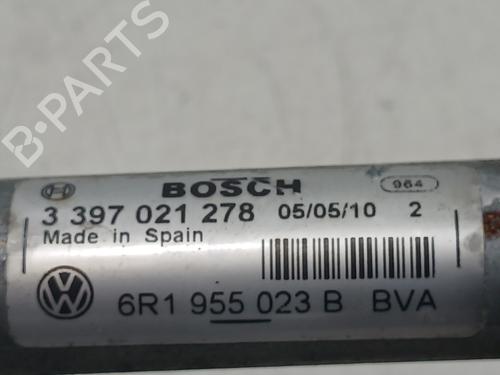 B-PARTS
BOSCH
964
3 397 021 278 05/05/10 2
Made in Spain
6R1 955 023 B BVA